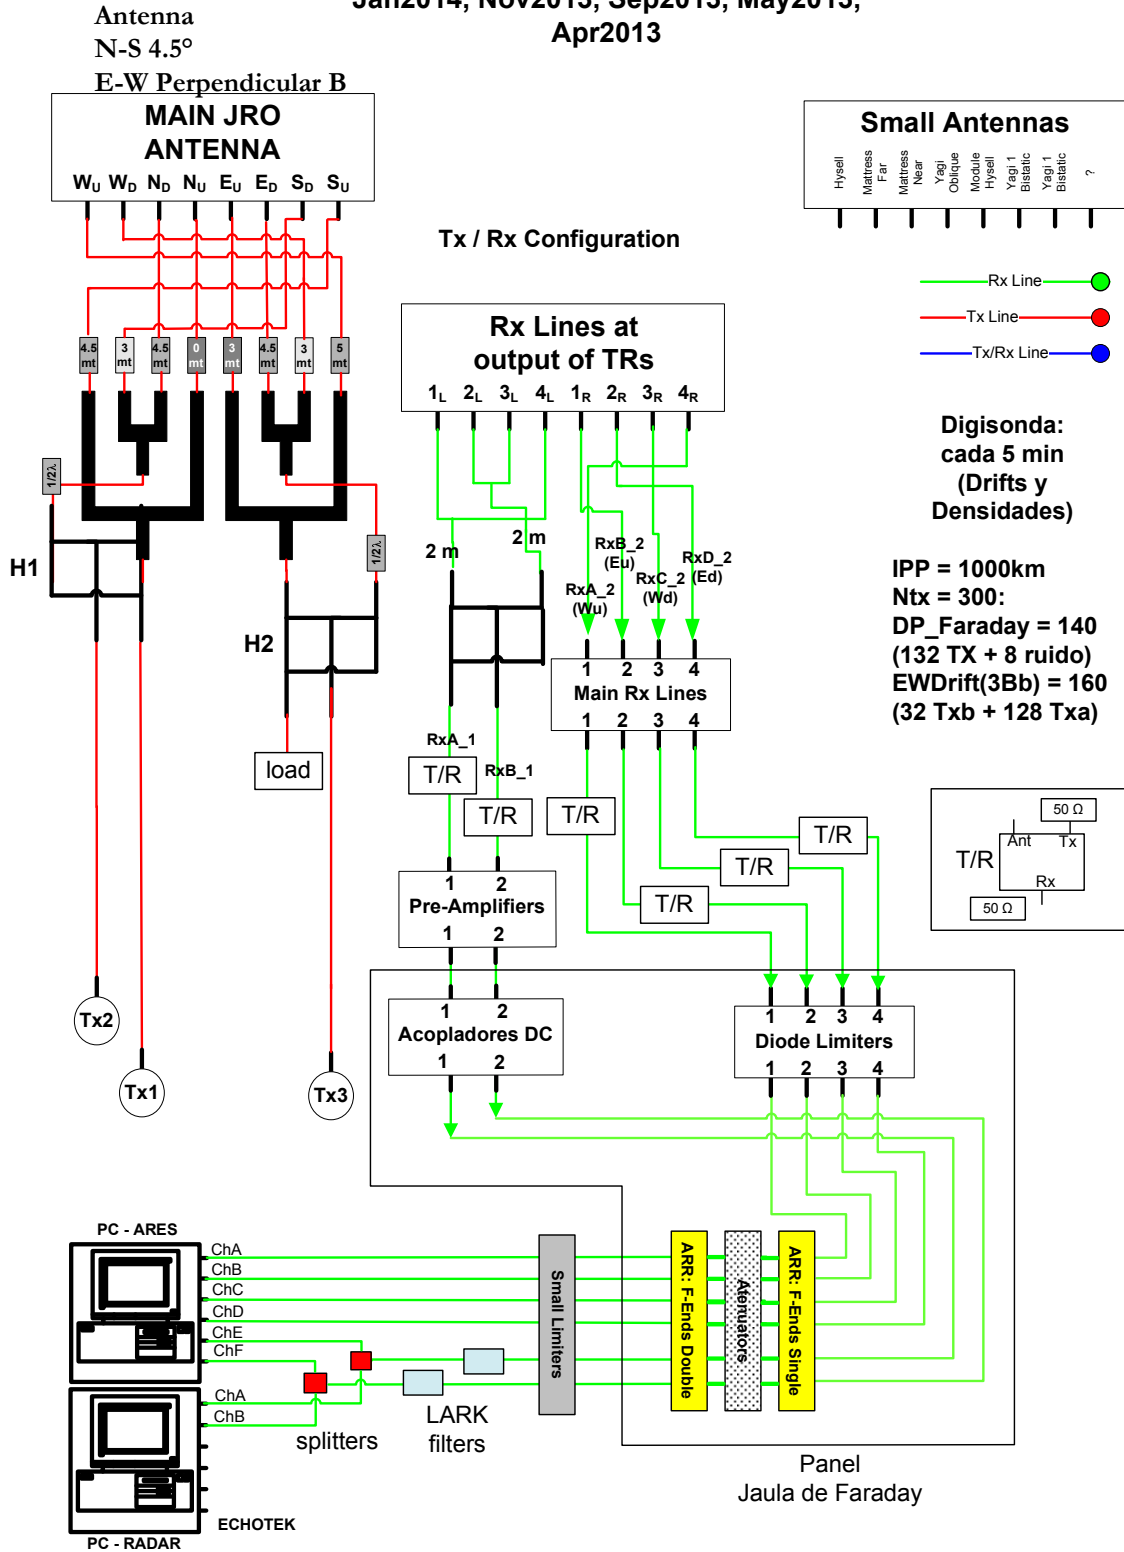 Jan2014, Nov2013, Sep2013, May2013,
Apr2013
Antenna
N-S 4.5°
E-W Perpendicular B
MAIN JRO
ANTENNA
WU WD ND NU EU ED SD SU
Small Antennas
Hysell
Mattress Far
Mattress Near
Yagi Oblique
Module Hysell
Yagi 1 Bistatic
Yagi 1 Bistatic
?
Tx / Rx Configuration
Rx Line
Tx Line
Tx/Rx Line
Rx Lines at
output of TRs
1L 2L 3L 4L 1R 2R 3R 4R
4.5 mt
3 mt
4.5 mt
0 mt
3 mt
4.5 mt
3 mt
5 mt
Digisonda:
cada 5 min
(Drifts y
Densidades)
1/2λ
1/2λ
H1
H2
2 m
2 m
RxA_2
(Wu)
RxB_2
(Eu)
RxC_2
(Wd)
RxD_2
(Ed)
IPP = 1000km
Ntx = 300:
DP_Faraday = 140
(132 TX + 8 ruido)
EWDrift(3Bb) = 160
(32 Txb + 128 Txa)
1 2 3 4
Main Rx Lines
1 2 3 4
load
RxA_1
RxB_1
T/R
T/R
T/R
T/R
T/R
T/R
T/R
50 Ω
Ant
Tx
Rx
50 Ω
1 2
Pre-Amplifiers
1 2
1 2
Acopladores DC
1 2
1 2 3 4
Diode Limiters
1 2 3 4
Tx2
Tx1
Tx3
PC - ARES
ChA
ChB
ChC
ChD
ChE
ChF
ChA
ChB
Small Limiters
ARR: F-Ends Double
Atenuators
ARR: F-Ends Single
splitters
LARK
filters
Panel
Jaula de Faraday
ECHOTEK
PC - RADAR